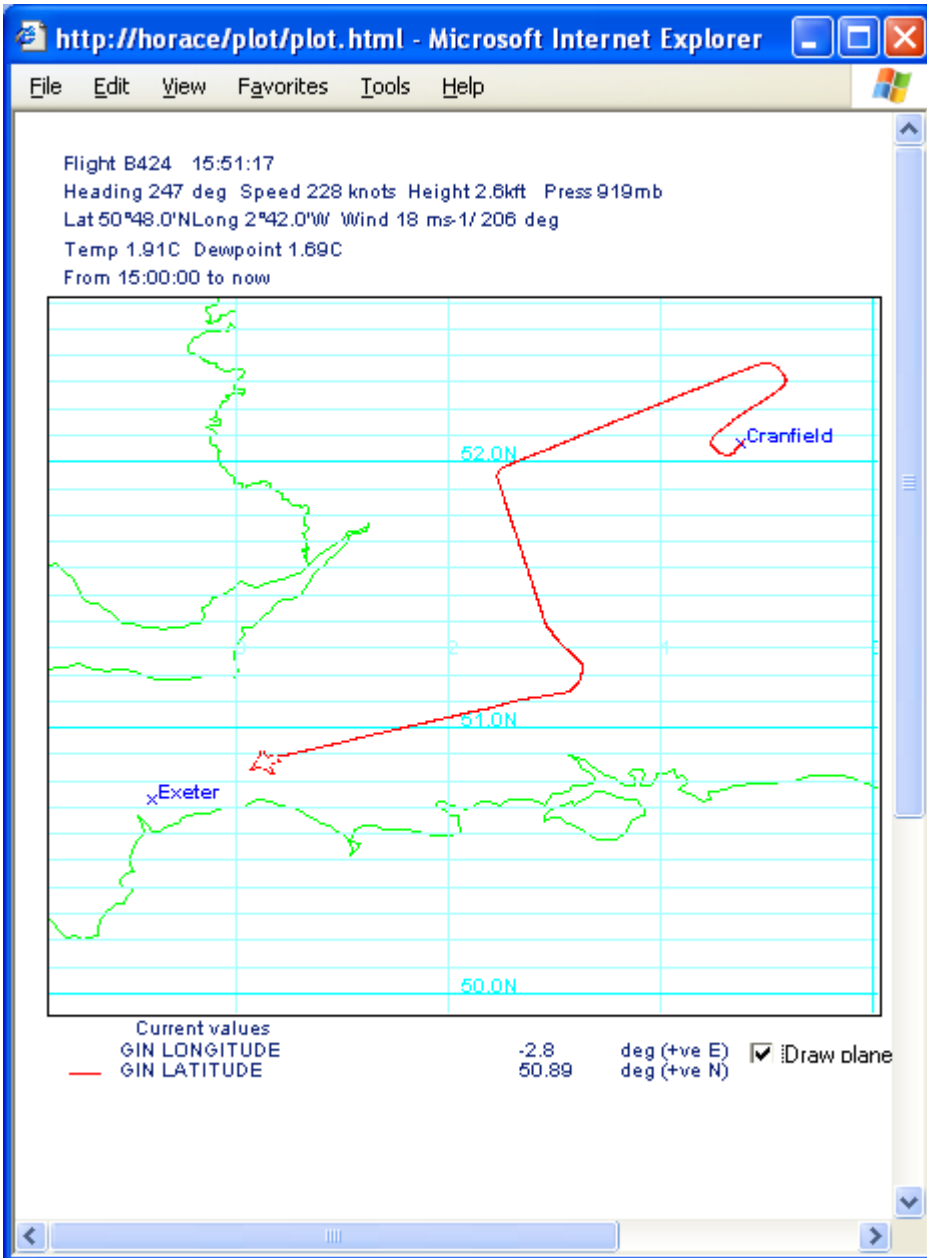 http://horace/plot/plot.html - Microsoft Internet Explorer
File Edit View Favorites Tools Help
Flight B424 15:51:17
Heading 247 deg Speed 228 knots Height 2.6kft Press 919mb
Lat 50°48.0'N Long 2°42.0'W Wind 18 ms-1/ 206 deg
Temp 1.91C Dewpoint 1.69C
From 15:00:00 to now
Cranfield
52.0N
2
4
51.0N
Exeter
50.0N
Current values
GIN LONGITUDE -2.8 deg (+ve E)
GIN LATITUDE 50.89 deg (+ve N)
Draw plane